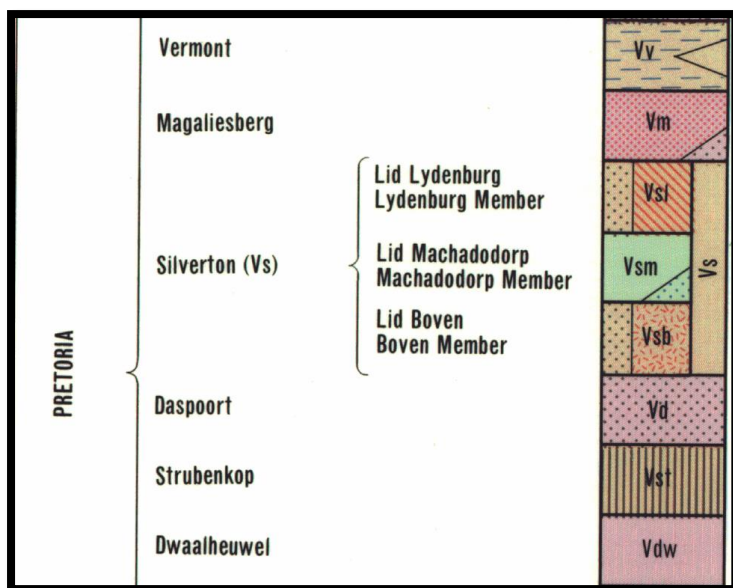 Vermont
Vv
Magaliesberg
Vm
Lid Lydenburg
Lydenburg Member
Vsl
Silverton (Vs)
Lid Machadodorp
Machadodorp Member
Vsm
Vs
Lid Boven
Boven Member
Vsb
PRETORIA
Daspoort
Vd
Strubenkop
Vst
Dwaalheuwel
Vdw